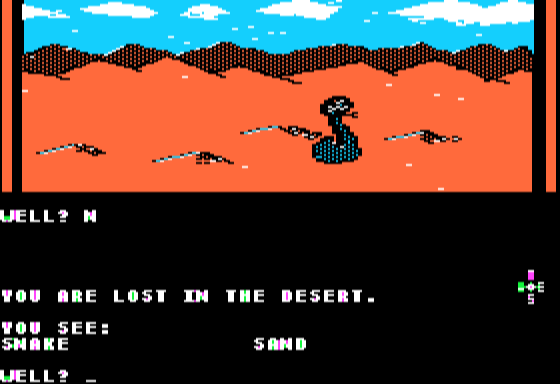 WELL? N
YOU ARE LOST IN THE DESERT.
E
S
YOU SEE:
SNAKE SAND
WELL? _